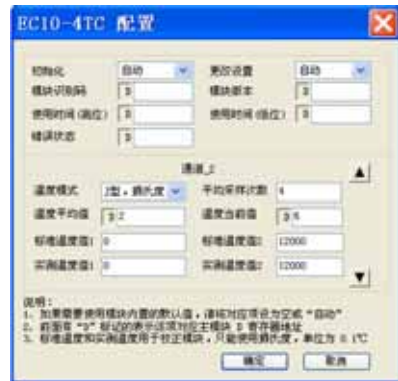 EC10-4TC 配置
初始化 自动 更改设置 自动
模块识别码 D 模块版本 D
使用时间(高位) D 使用时间(低位) D
错误状态 D
通道_2
温度模式 J型，摄氏度 平均采样次数 4
温度平均值 D 2 温度当前值 D 6
标准温度值1 0 标准温度值2 12000
实测温度值1 0 实测温度值2 12000
说明：
1、如果需要使用模块内置的默认值，请将对应项设为空或“自动”
2、前面有“D”标记的表示该项对应主模块 D 寄存器地址
3、标准温度和实测温度用于校正模块，只能使用摄氏度，单位为 0.1℃
确定 取消